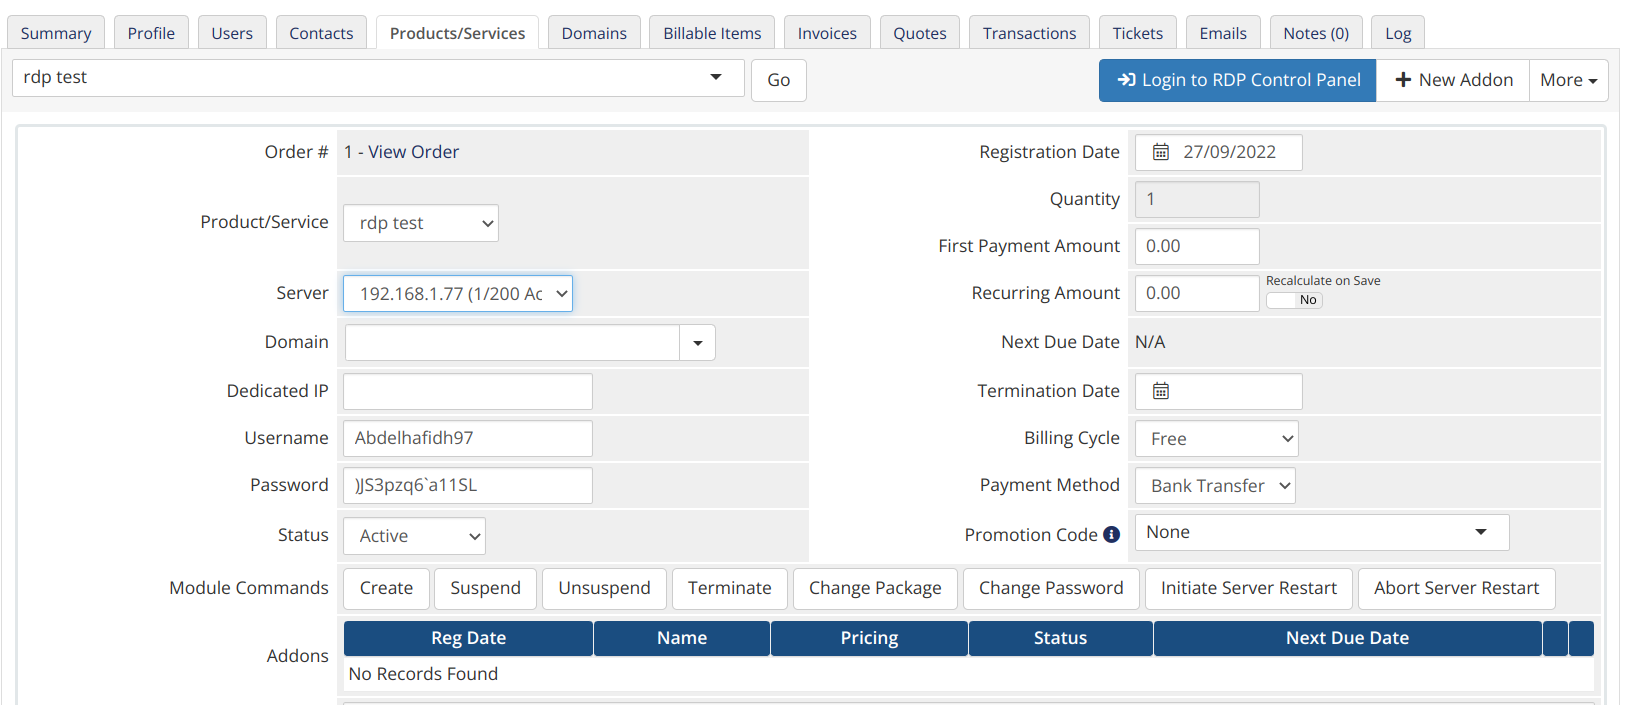 Summary Profile Users Contacts Products/Services Domains Billable Items Invoices Quotes Transactions Tickets Emails Notes (0) Log
rdp test Go Login to RDP Control Panel New Addon More
Order # 1 - View Order Registration Date 27/09/2022
Quantity 1
Product/Service rdp test
First Payment Amount 0.00
Server 192.168.1.77 (1/200 Ac Recurring Amount 0.00 Recalculate on Save
No
Domain Next Due Date N/A
Dedicated IP Termination Date
Username Abdelhafidh97 Billing Cycle Free
Password )JS3pzq6`a11SL Payment Method Bank Transfer
Status Active Promotion Code None
Module Commands Create Suspend Unsuspend Terminate Change Package Change Password Initiate Server Restart Abort Server Restart
Addons Reg Date Name Pricing Status Next Due Date
No Records Found